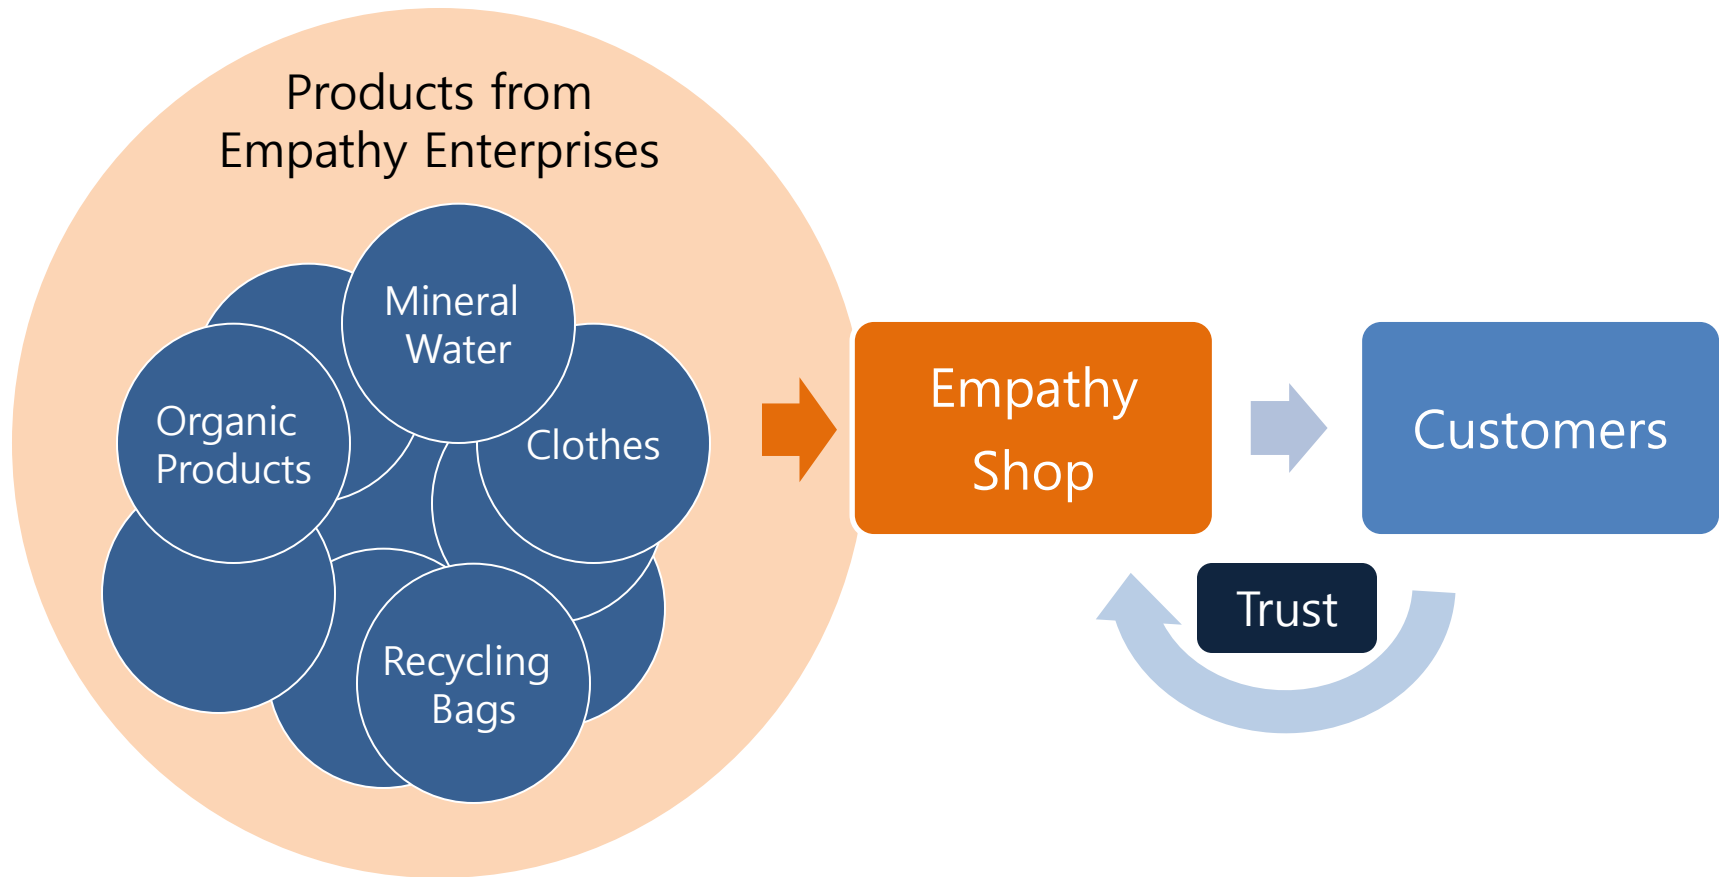 Products from
Empathy Enterprises
Mineral
Water
Organic
Products
Clothes
Recycling
Bags
Empathy
Shop
Customers
Trust